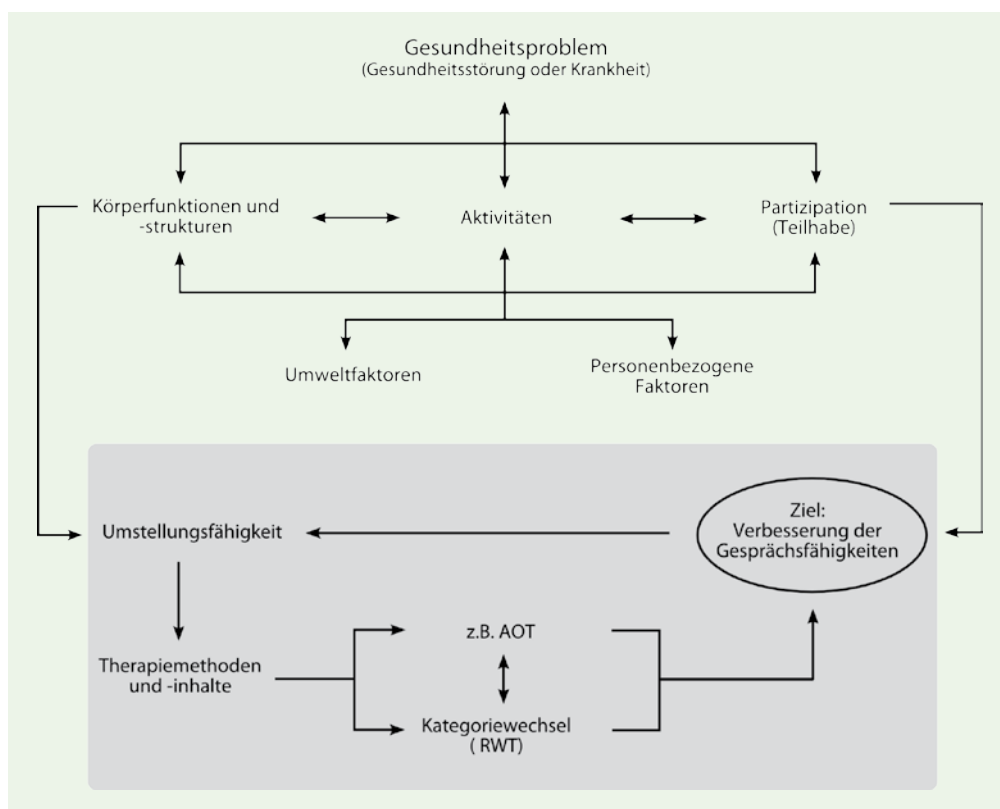 Gesundheitsproblem
(Gesundheitsstörung oder Krankheit)
Körperfunktionen und
-strukturen
Aktivitäten
Partizipation
(Teilhabe)
Umweltfaktoren
Personenbezogene
Faktoren
Umstellungsfähigkeit
Ziel:
Verbesserung der
Gesprächsfähigkeiten
Therapiemethoden
und -inhalte
z.B. AOT
Kategoriewechsel
( RWT)